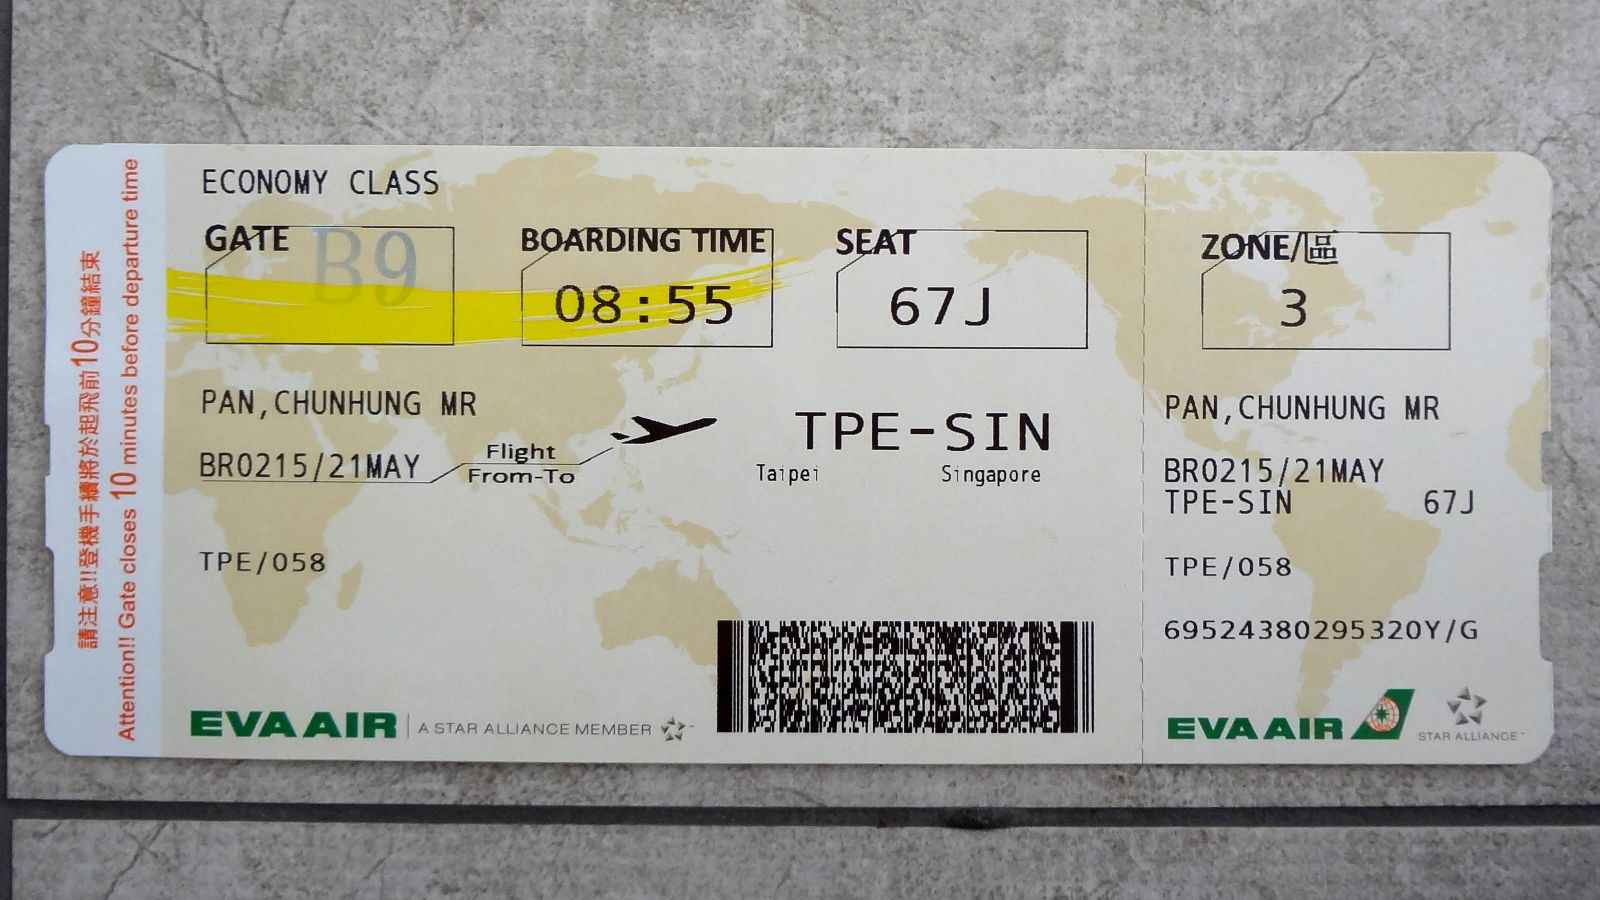 請注意!!登機手續將於起飛前10分鐘結束
Attention!! Gate closes 10 minutes before departure time
ECONOMY CLASS
GATE B9
BOARDING TIME
08:55
SEAT
67J
ZONE/區
3
PAN,CHUNHUNG MR
BR0215/21MAY
Flight
From-To
TPE-SIN
Taipei Singapore
TPE/058
EVA AIR A STAR ALLIANCE MEMBER
PAN,CHUNHUNG MR
BR0215/21MAY
TPE-SIN 67J
TPE/058
69524380295320Y/G
EVA AIR STAR ALLIANCE